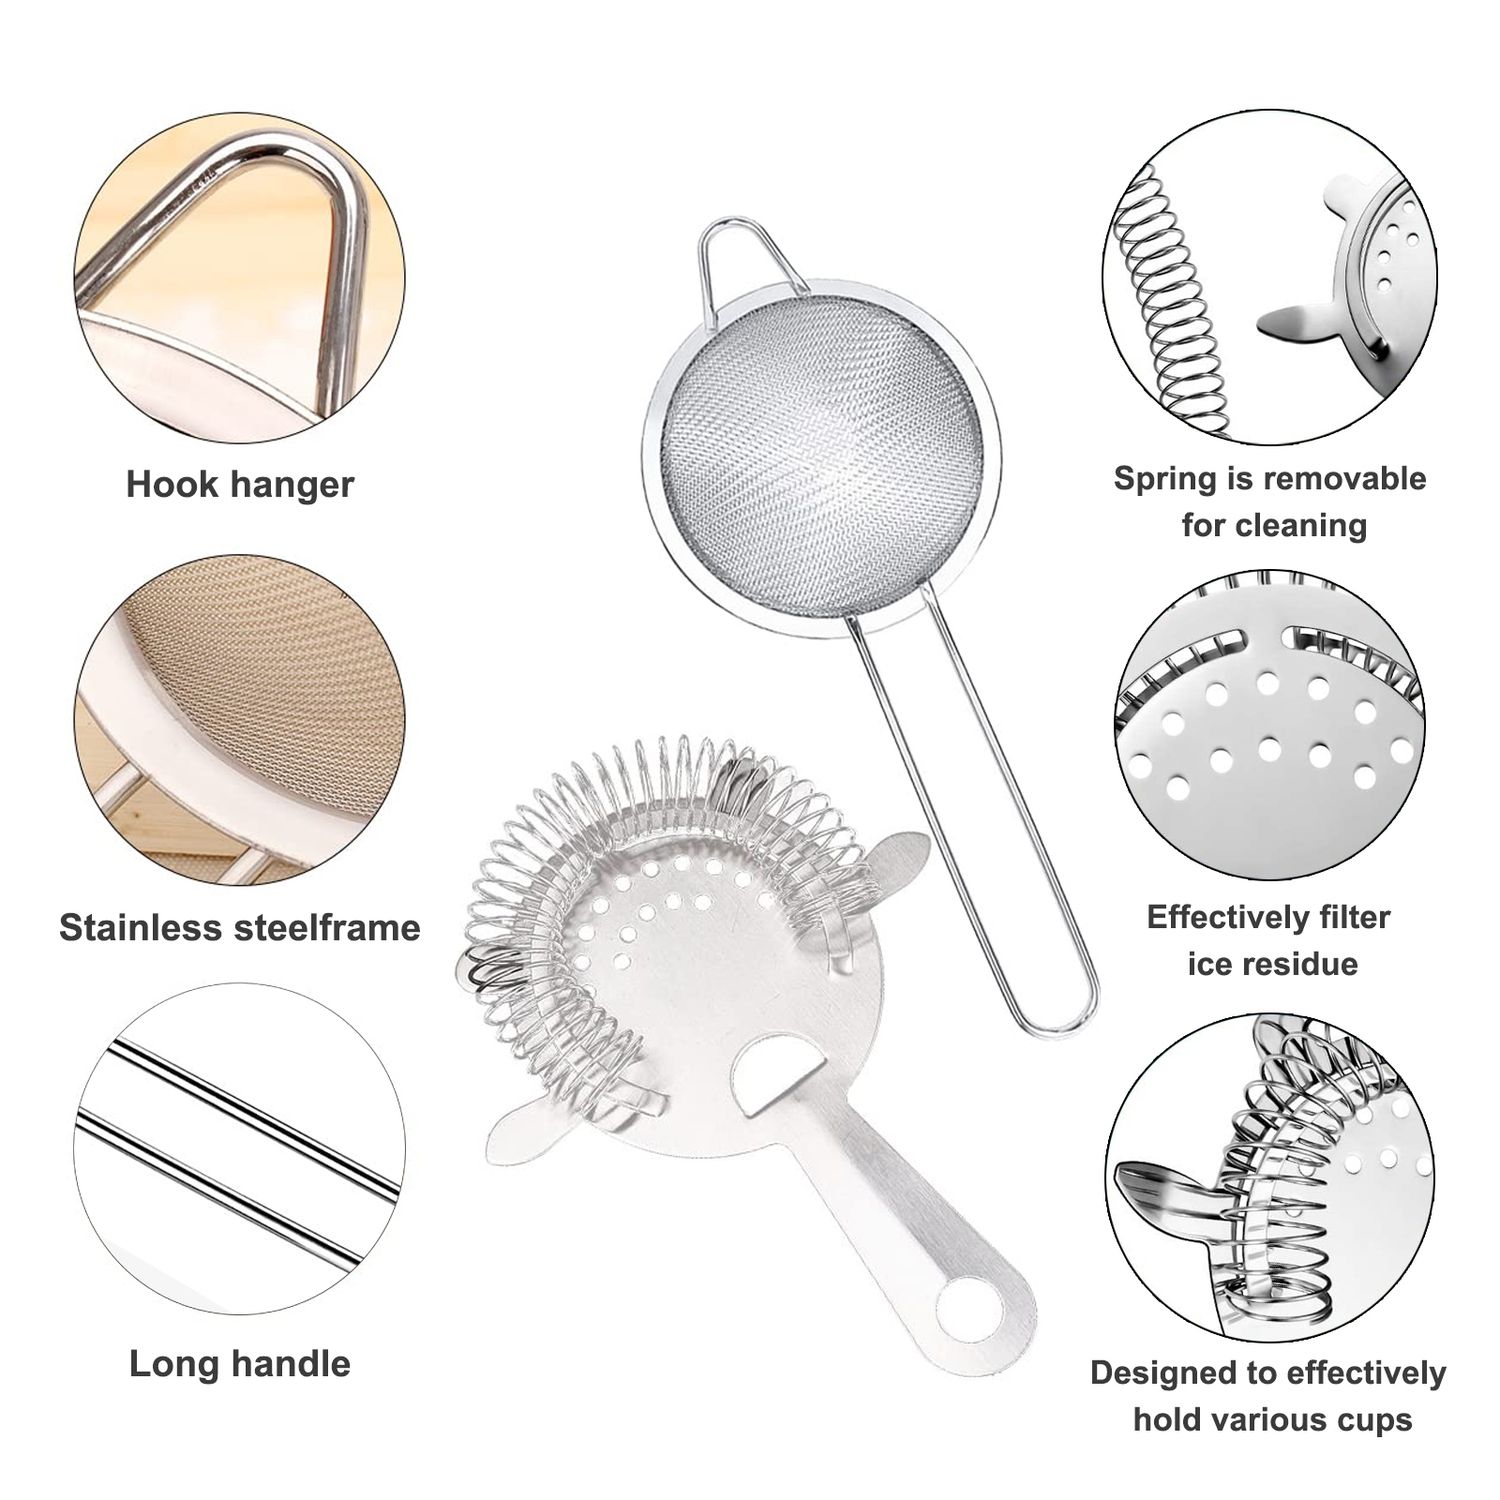 Hook hanger
Stainless steelframe
Long handle
Spring is removable
for cleaning
Effectively filter
ice residue
Designed to effectively
hold various cups